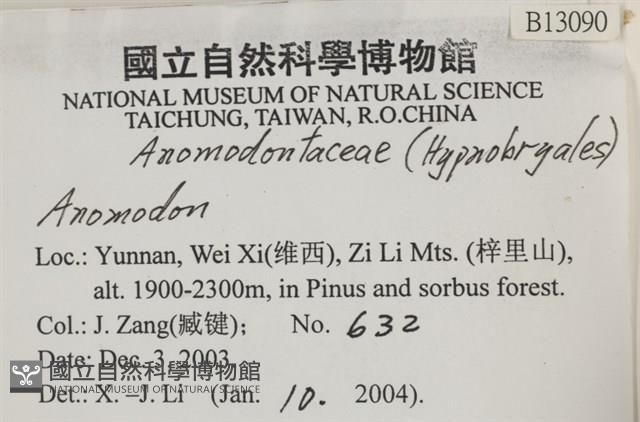 B13090
國立自然科學博物館
NATIONAL MUSEUM OF NATURAL SCIENCE
TAICHUNG, TAIWAN, R.O.CHINA
Anomodontaceae (Hypnobryales)
Anomodon
Loc.: Yunnan, Wei Xi(维西), Zi Li Mts. (梓里山),
alt. 1900-2300m, in Pinus and sorbus forest.
Col.: J. Zang(臧键); No. 632
Date: Dec. 3, 2003
國立自然科學博物館
NATIONAL MUSEUM OF NATURAL SCIENCE
Det.: X. –J. Li (Jan. 10. 2004).